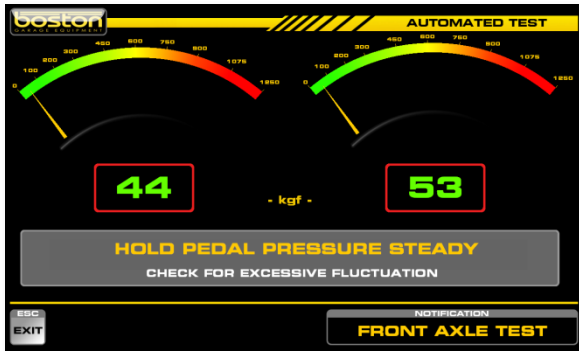 boston
GARAGE EQUIPMENT
AUTOMATED TEST
0 100 200 300 450 600 750 900 1075 1250
0 100 200 300 450 600 750 900 1075 1250
44
- kgf -
53
HOLD PEDAL PRESSURE STEADY
CHECK FOR EXCESSIVE FLUCTUATION
ESC
EXIT
NOTIFICATION
FRONT AXLE TEST